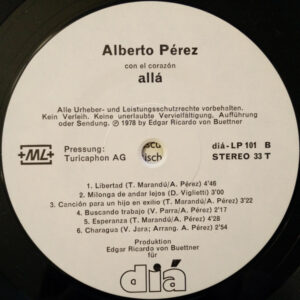 Alberto Pérez
con el corazón
allá
Alle Urheber- und Leistungsschutzrechte vorbehalten.
Kein Verleih. Keine unerlaubte Vervielfältigung, Aufführung
oder Sendung. ℗ 1978 by Edgar Ricardo von Buettner
+ML+
Pressung:
Turicaphon AG
isch
diá - LP 101 B
STEREO 33 T
1. Libertad (T. Marandú/A. Pérez) 4'46
2. Milonga de andar lejos (D. Viglietti) 3'00
3. Canción para un hijo en exilio (T. Marandú/A. Pérez) 3'22
4. Buscando trabajo (V. Parra/A. Pérez) 2'17
5. Esperanza (T. Marandú/A. Pérez) 4'28
6. Charagua (V. Jara; Arrang. A. Pérez) 2'54
Produktion
Edgar Ricardo von Buettner
für
diá